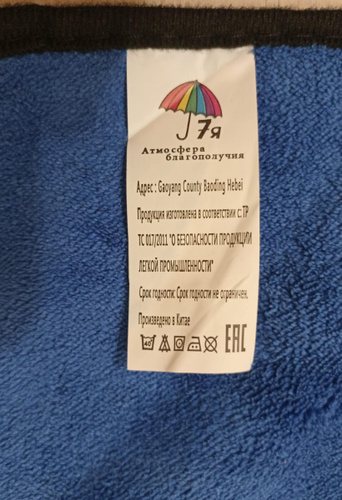 7я
Атмосфера
благополучия
Адрес : Gaoyang County Baoding Hebei
Продукция изготовлена в соответствии с ТР
ТС 017/2011 "О БЕЗОПАСНОСТИ ПРОДУКЦИИ
ЛЕГКОЙ ПРОМЫШЛЕННОСТИ"
Срок годности: Срок годности не ограничен.
Произведено в Китае
40
EAC